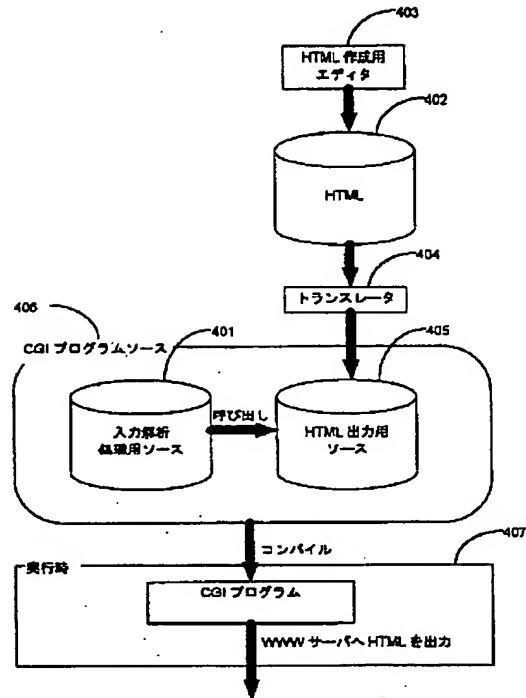 403
HTML 作成用
エディタ
402
HTML
404
トランスレータ
406
CGI プログラムソース
401
405
呼び出し
入力解析
処理用ソース
HTML 出力用
ソース
コンパイル
407
実行時
CGI プログラム
WWW サーバへ HTML を出力